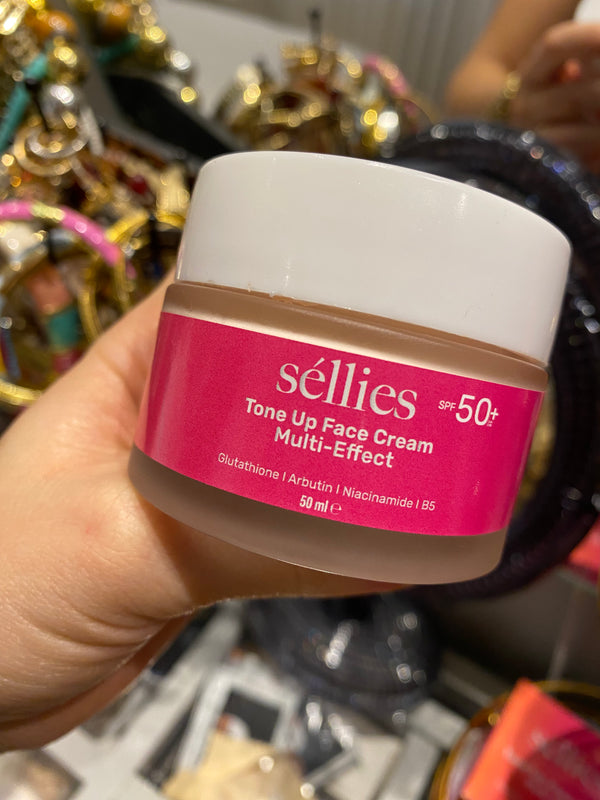 séllies
SPF 50+
Tone Up Face Cream
Multi-Effect
Glutathione I Arbutin I Niacinamide I B5
50 ml ℮